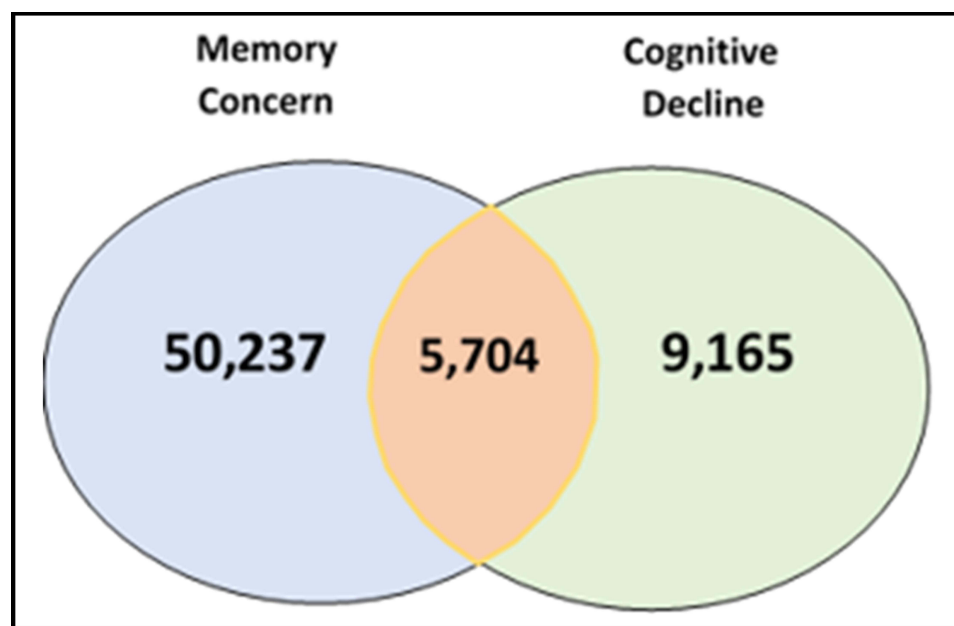 Memory
Concern
Cognitive
Decline
50,237
5,704
9,165